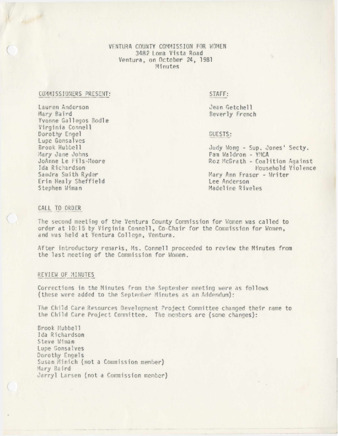 VENTURA COUNTY COMMISSION FOR WOMEN
3482 Loma Vista Road
Ventura, on October 24, 1981
Minutes
COMMISSIONERS PRESENT:
Lauren Anderson
Mary Baird
Yvonne Gallegos Bodle
Virginia Connell
Dorothy Engel
Lupe Gonsalves
Brook Hubbell
Mary Jane Johns
JoAnne Le Fils-Moore
Ida Richardson
Sandra Smith Ryder
Erin Healy Sheffield
Stephem Wiman
STAFF:
Jean Getchell
Beverly French
GUESTS:
Judy Wong - Sup. Jones' Secty.
Pam Waldron - YMCA
Roz McGrath - Coalition Against
Household Violence
Mary Ann Fraser - Writer
Lee Anderson
Madeline Riveles
CALL TO ORDER
The second meeting of the Ventura County Commission for Women was called to
order at 10:15 by Virginia Connell, Co-Chair for the Commission for Women,
and was held at Ventura College, Ventura.
After introductory remarks, Ms. Connell proceeded to review the Minutes from
the last meeting of the Commission for Women.
REVIEW OF MINUTES
Corrections in the Minutes from the September meeting were as follows
(these were added to the September Minutes as an Addendum):
The Child Care Resources Development Project Committee changed their name to
the Child Care Project Committee. The members are (some changes):
Brook Hubbell
Ida Richardson
Steve Wiman
Lupe Gonsalves
Dorothy Engels
Susan (not a Commission member)
Mary Baird
Jerryl Larsen (not a Commission member)